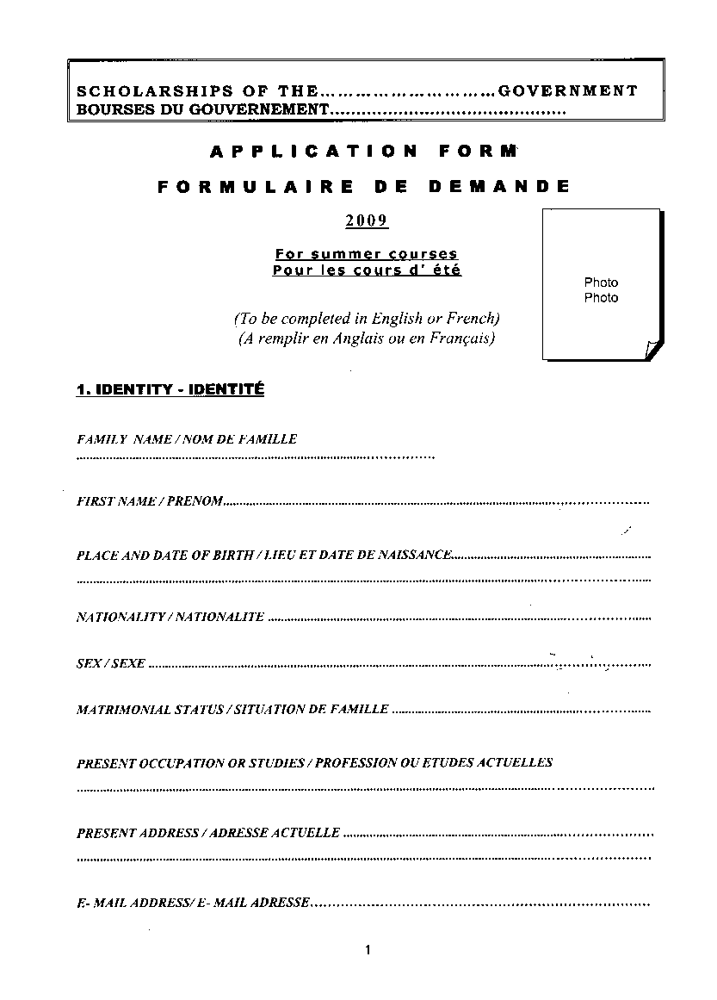 SCHOLARSHIPS OF THE..............................GOVERNMENT
BOURSES DU GOUVERNEMENT.............................................
APPLICATION FORM
FORMULAIRE DE DEMANDE
2009
For summer courses
Pour les cours d' été
Photo
Photo
(To be completed in English or French)
(A remplir en Anglais ou en Français)
1. IDENTITY - IDENTITÉ
FAMILY NAME / NOM DE FAMILLE
..........................................................................................
FIRST NAME / PRENOM..........................................................................................
PLACE AND DATE OF BIRTH / LIEU ET DATE DE NAISSANCE..................................................
..........................................................................................
NATIONALITY / NATIONALITE ..........................................................................................
SEX / SEXE ..........................................................................................
MATRIMONIAL STATUS / SITUATION DE FAMILLE ..................................................................
PRESENT OCCUPATION OR STUDIES / PROFESSION OU ETUDES ACTUELLES
..........................................................................................
PRESENT ADDRESS / ADRESSE ACTUELLE ..................................................................
..........................................................................................
E- MAIL ADDRESS/ E- MAIL ADRESSE..................................................................
1